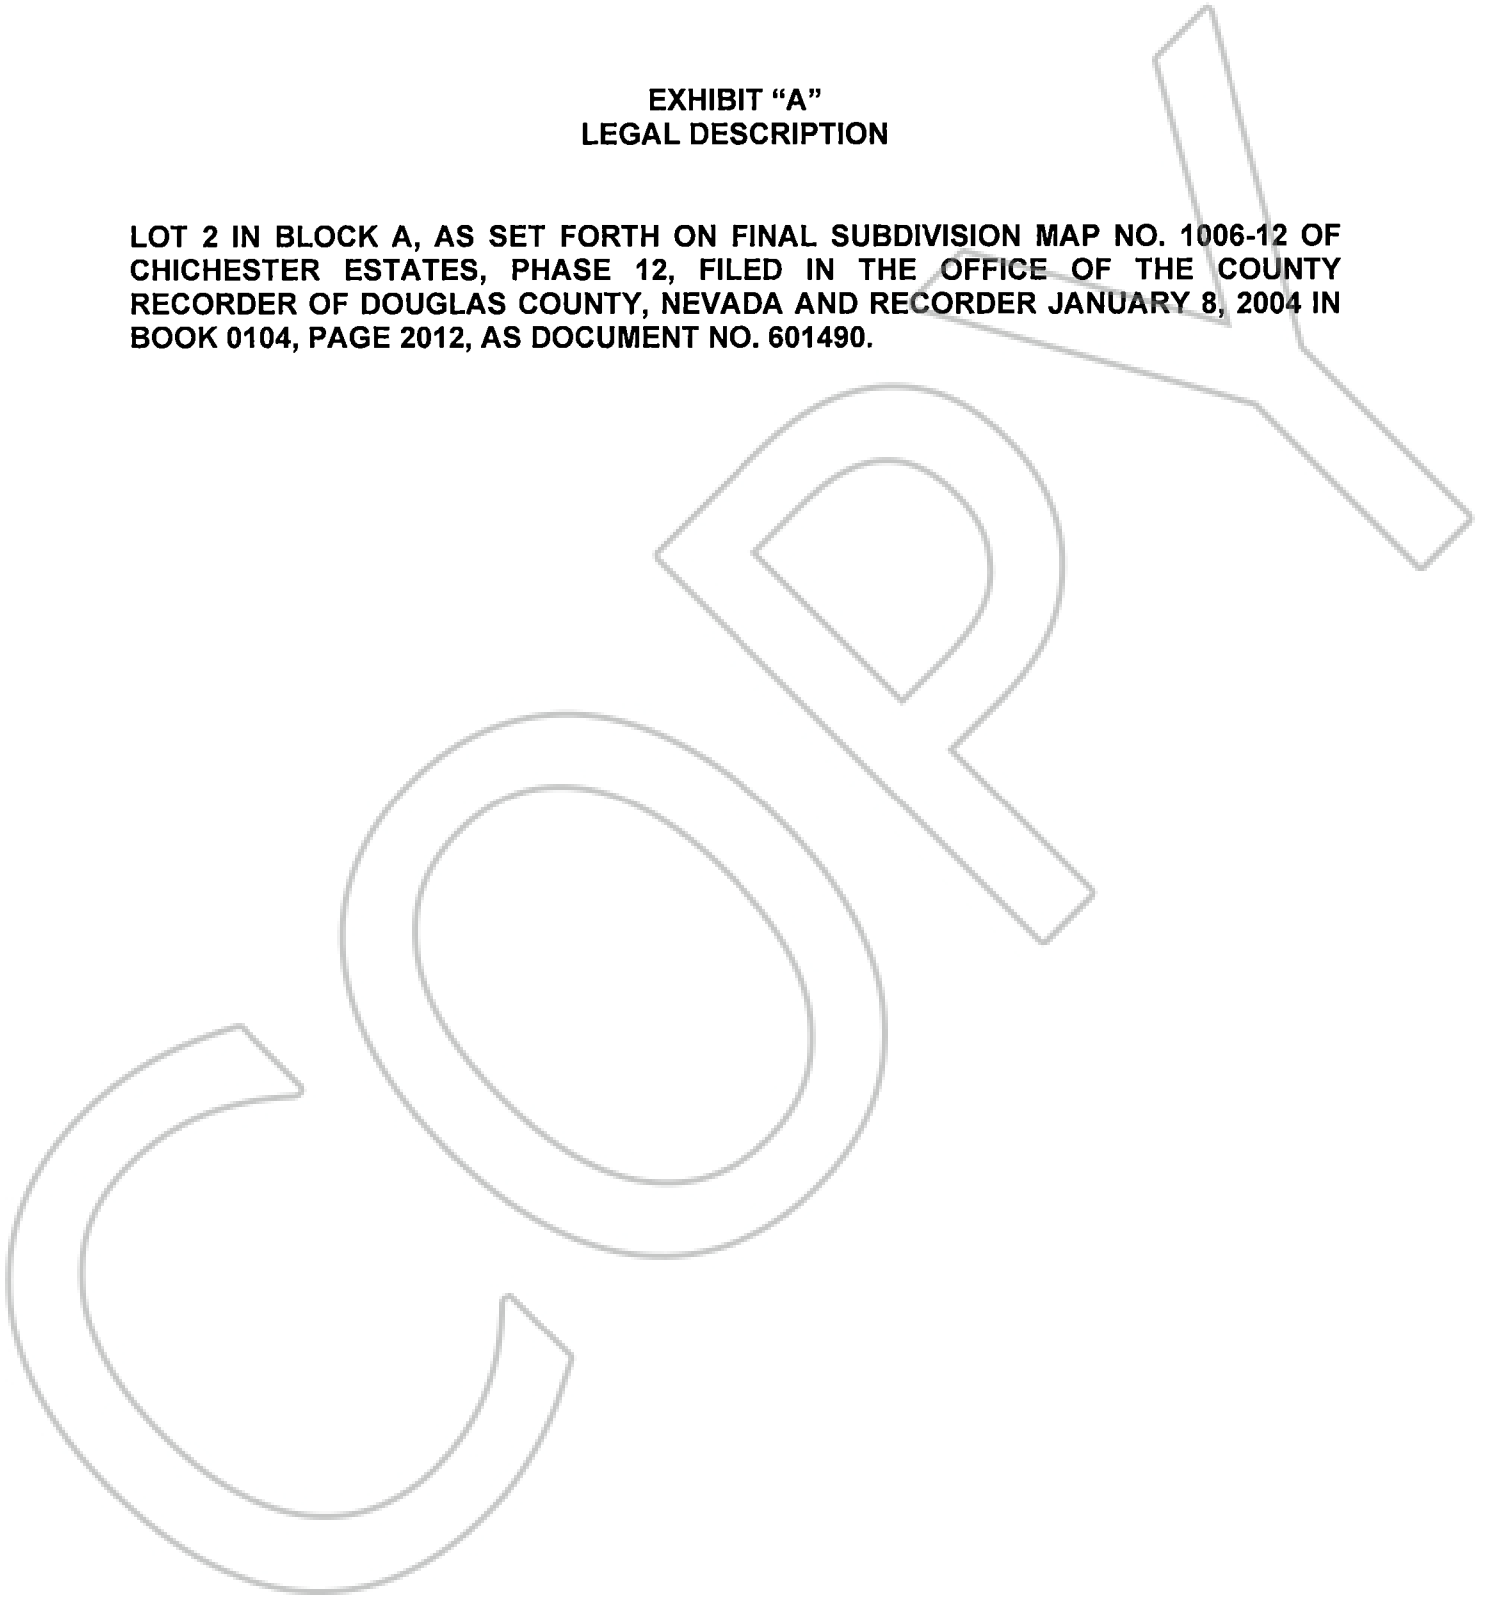 EXHIBIT “A”
LEGAL DESCRIPTION
LOT 2 IN BLOCK A, AS SET FORTH ON FINAL SUBDIVISION MAP NO. 1006-12 OF
CHICHESTER ESTATES, PHASE 12, FILED IN THE OFFICE OF THE COUNTY
RECORDER OF DOUGLAS COUNTY, NEVADA AND RECORDER JANUARY 8, 2004 IN
BOOK 0104, PAGE 2012, AS DOCUMENT NO. 601490.
COPY